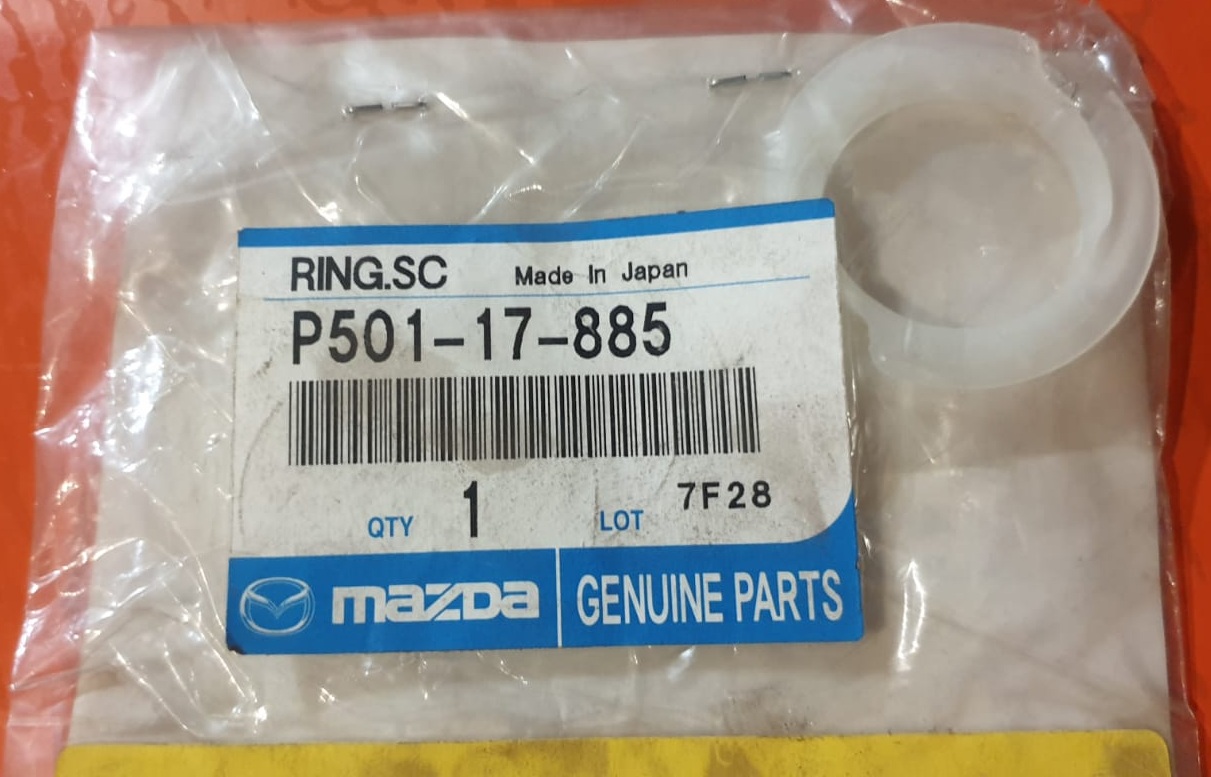 RING.SC Made In Japan
P501-17-885
QTY 1 LOT 7F28
mazda GENUINE PARTS